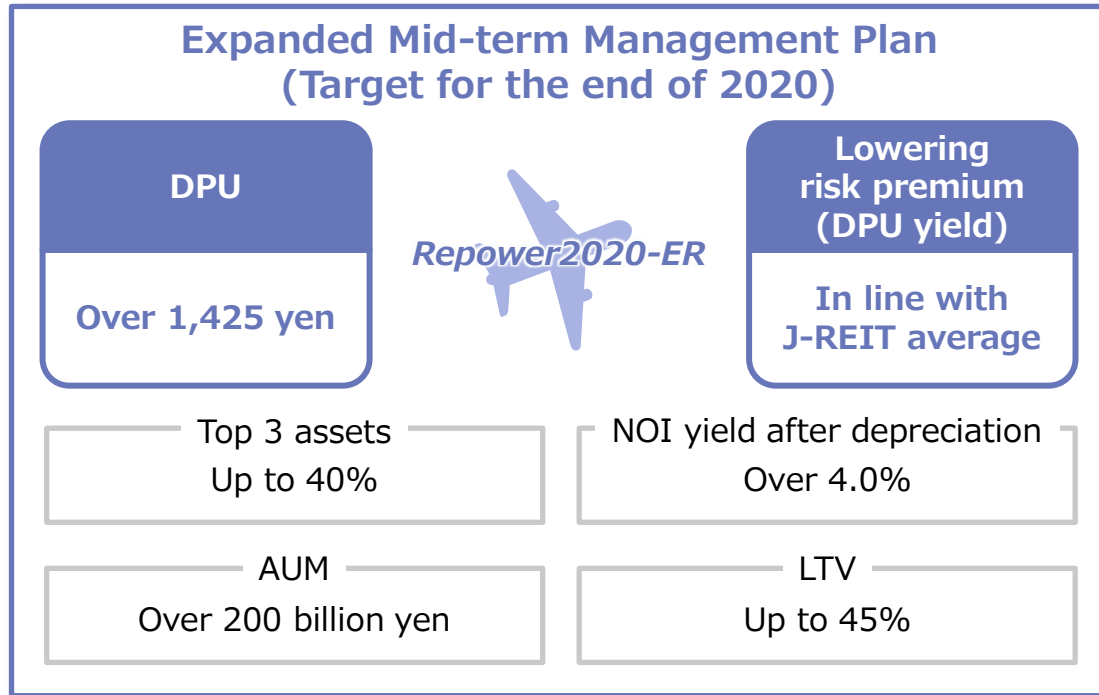 Expanded Mid-term Management Plan
(Target for the end of 2020)
DPU
Over 1,425 yen
Repower2020-ER
Lowering
risk premium
(DPU yield)
In line with
J-REIT average
Top 3 assets
Up to 40%
NOI yield after depreciation
Over 4.0%
AUM
Over 200 billion yen
LTV
Up to 45%